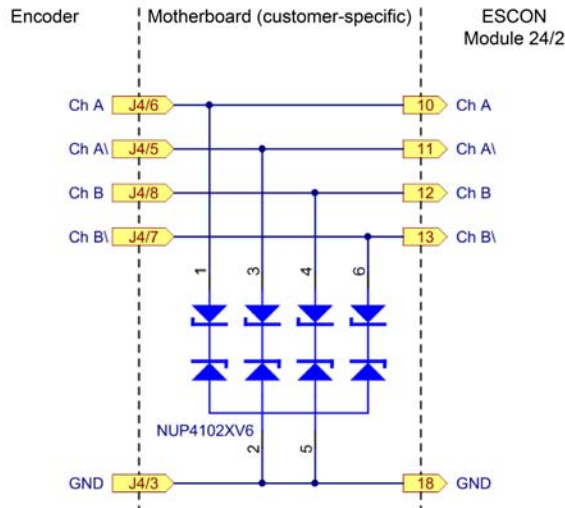 Encoder Motherboard (customer-specific) ESCON
Module 24/2
Ch A J4/6 10 Ch A
Ch A\ J4/5 11 Ch A\
Ch B J4/8 12 Ch B
Ch B\ J4/7 13 Ch B\
1 3 4 6
NUP4102XV6
2 5
GND J4/3 18 GND